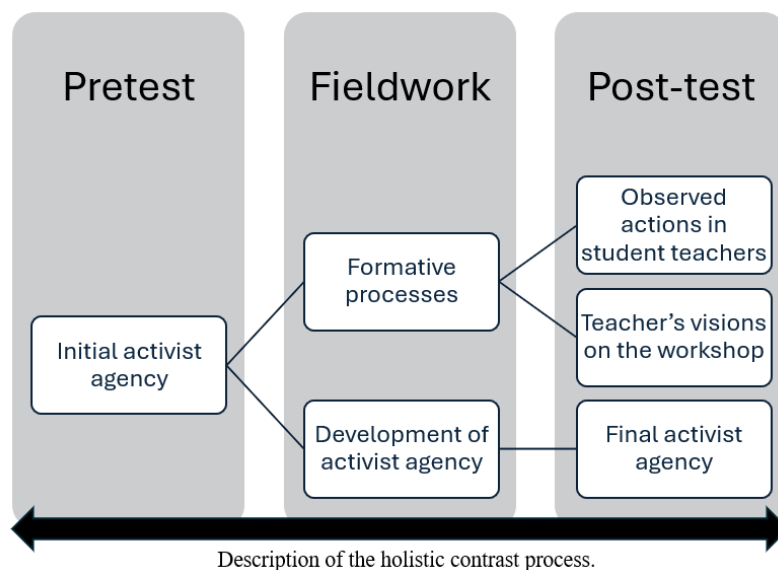 Pretest
Fieldwork
Post-test
Initial activist
agency
Formative
processes
Development of
activist agency
Observed
actions in
student teachers
Teacher’s visions
on the workshop
Final activist
agency
Description of the holistic contrast process.